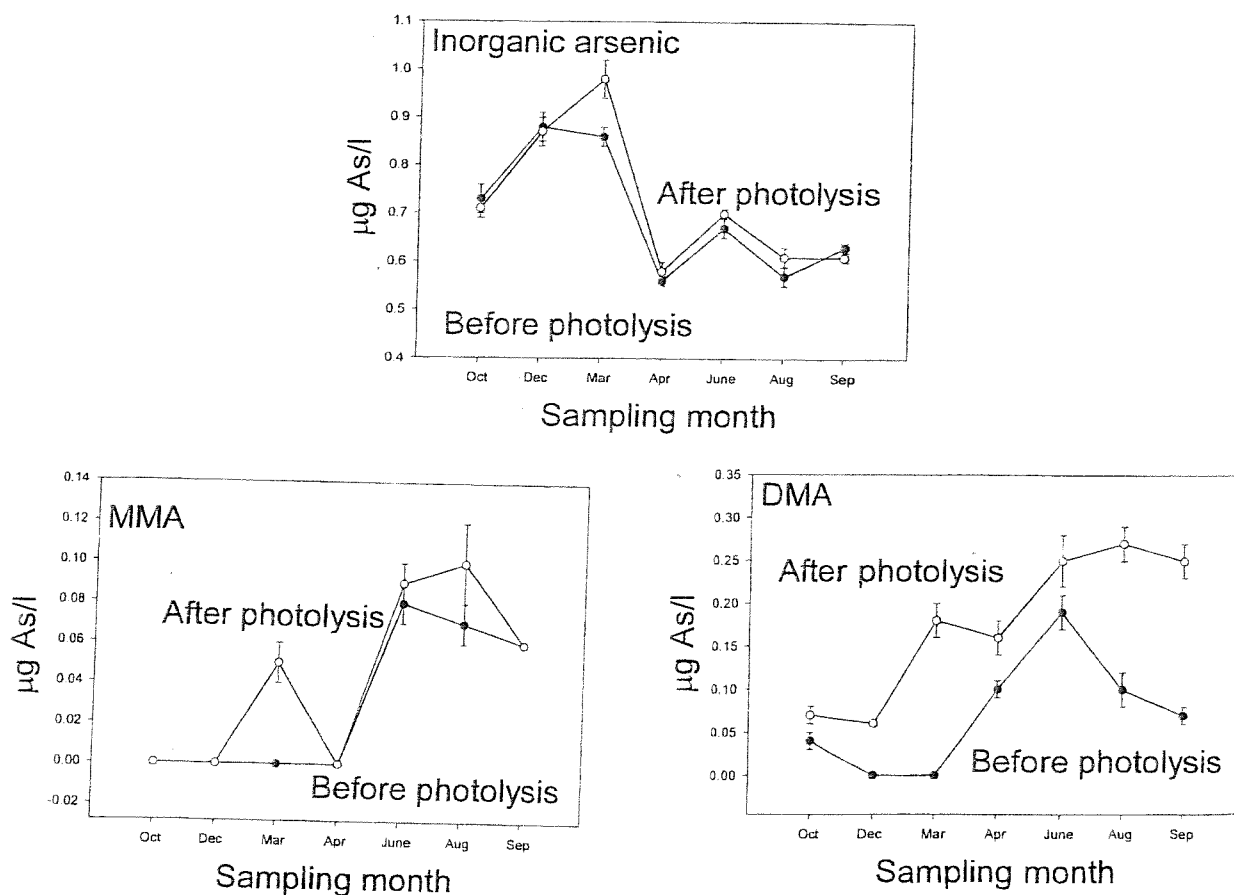 Inorganic arsenic
µg As/l
1.1
1.0
0.9
0.8
0.7
0.6
0.5
0.4
After photolysis
Before photolysis
Oct Dec Mar Apr June Aug Sep
Sampling month
MMA
µg As/l
0.14
0.12
0.10
0.08
0.06
0.04
0.02
0.00
-0.02
After photolysis
Before photolysis
Oct Dec Mar Apr June Aug Sep
Sampling month
DMA
µg As/l
0.35
0.30
0.25
0.20
0.15
0.10
0.05
0.00
After photolysis
Before photolysis
Oct Dec Mar Apr June Aug Sep
Sampling month